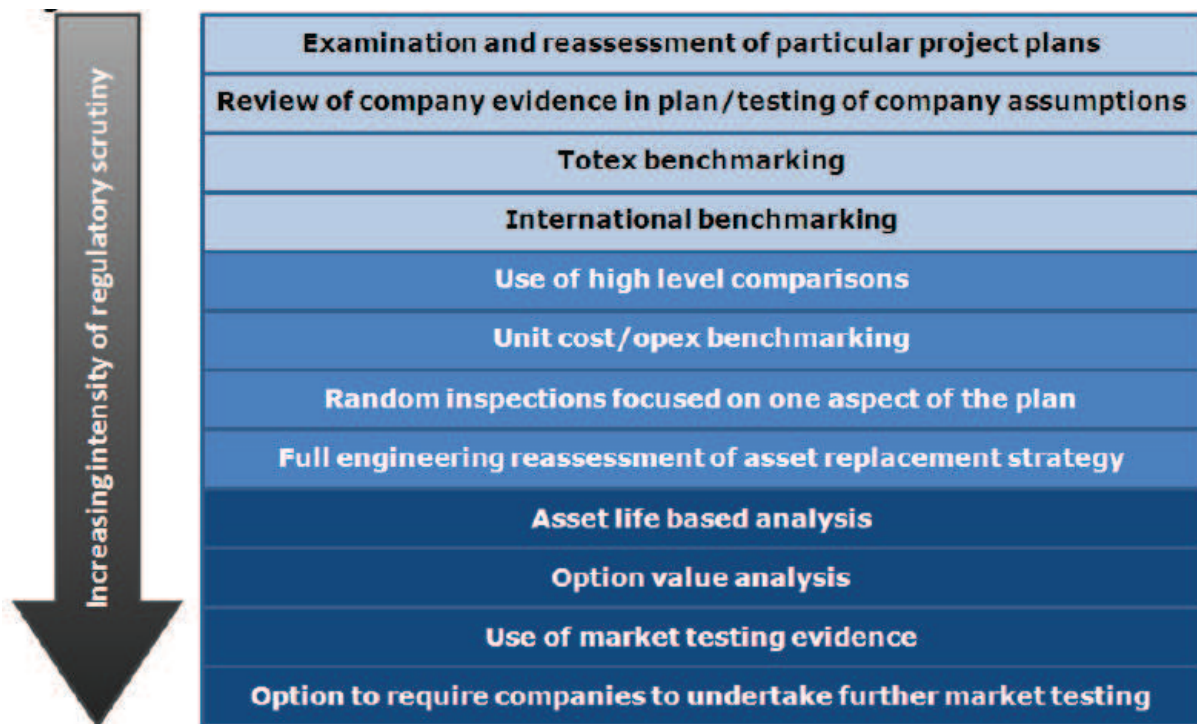 Increasing intensity of regulatory scrutiny
Examination and reassessment of particular project plans
Review of company evidence in plan/testing of company assumptions
Totex benchmarking
International benchmarking
Use of high level comparisons
Unit cost/opex benchmarking
Random inspections focused on one aspect of the plan
Full engineering reassessment of asset replacement strategy
Asset life based analysis
Option value analysis
Use of market testing evidence
Option to require companies to undertake further market testing